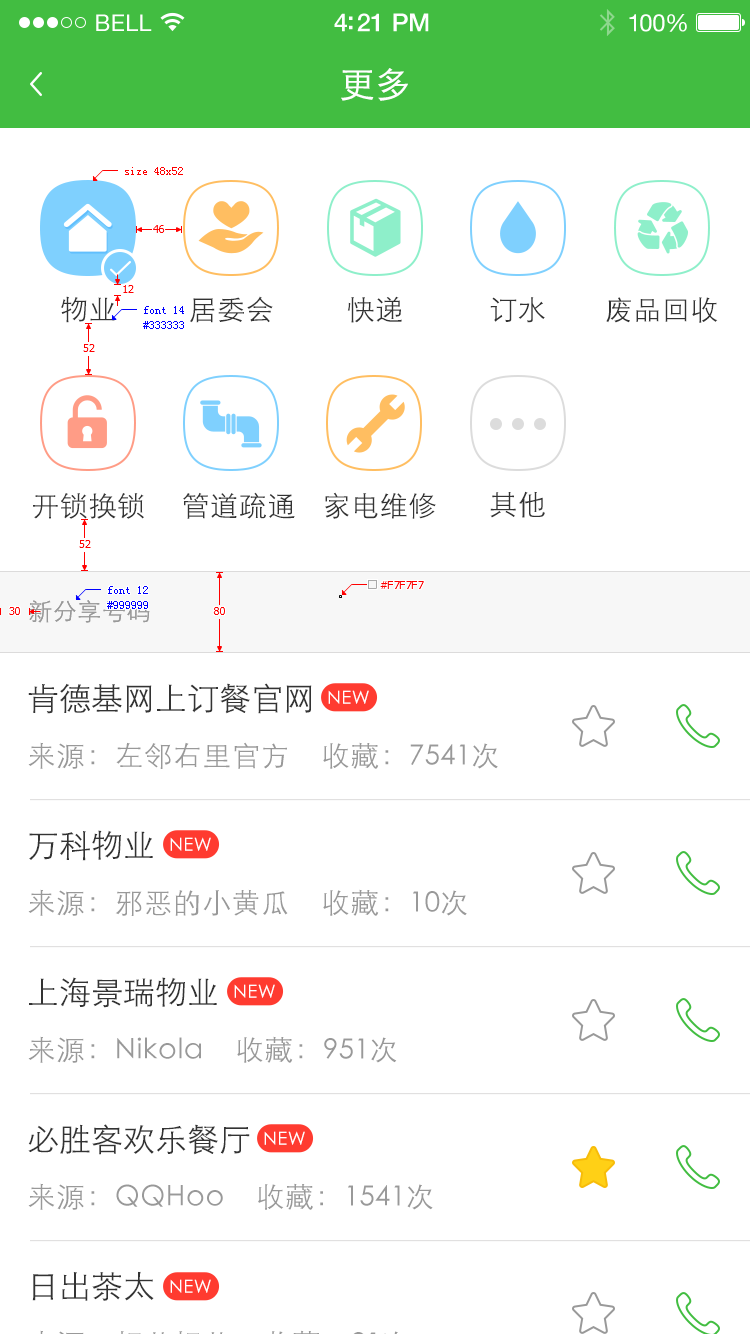 BELL 4:21 PM 100%
更多
size 48x52
46
12
物业 居委会 快递 订水 废品回收
font 14
#333333
52
开锁换锁 管道疏通 家电维修 其他
52
font 12
#999999
#F7F7F7
30 新分享号码 80
肯德基网上订餐官网 NEW
来源：左邻右里官方 收藏：7541次
万科物业 NEW
来源：邪恶的小黄瓜 收藏：10次
上海景瑞物业 NEW
来源：Nikola 收藏：951次
必胜客欢乐餐厅 NEW
来源：QQHoo 收藏：1541次
日出茶太 NEW